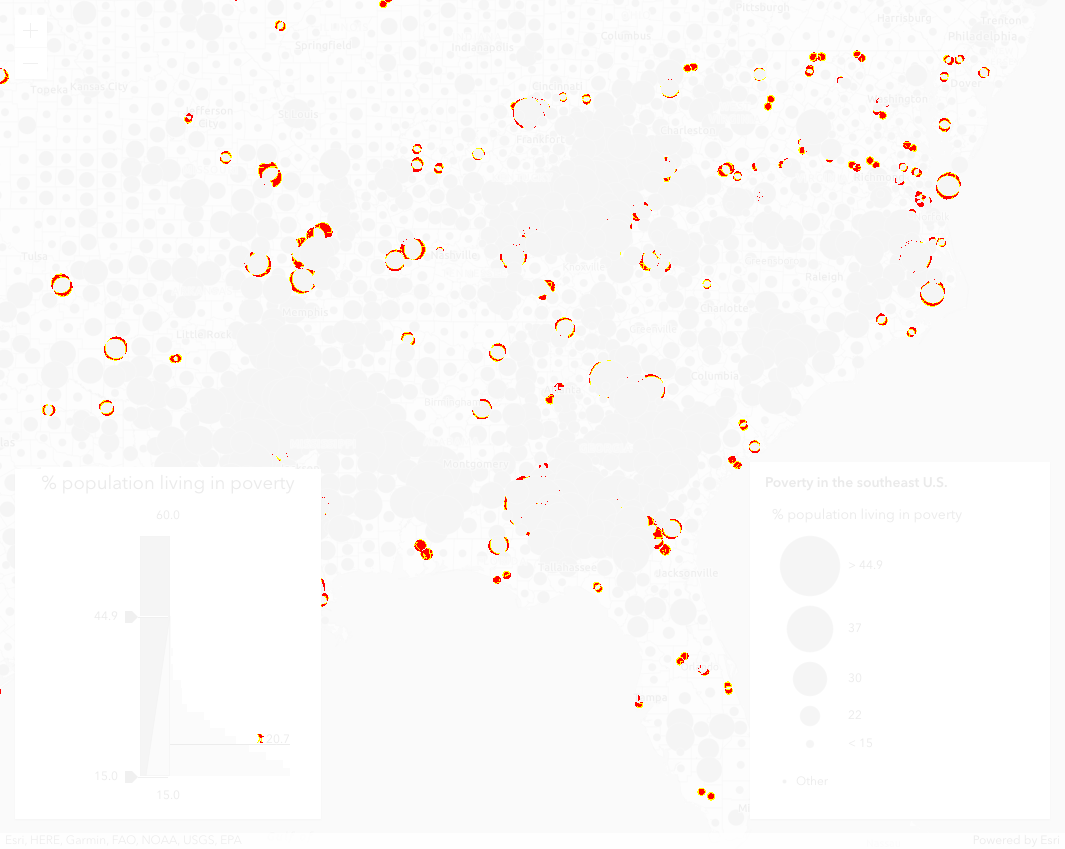 Pittsburgh
Harrisburg
Trenton
Philadelphia
Columbus
Springfield
Indianapolis
Topeka
Kansas City
Jefferson
City
Charleston
Frankfort
Tulsa
Nashville
Knoxville
Raleigh
Memphis
Charlotte
Greenville
Little Rock
Columbia
Birmingham
Montgomery
Tallahassee
Jacksonville
% population living in poverty
60.0
44.9
20.7
15.0
15.0
Poverty in the southeast U.S.
% population living in poverty
> 44.9
37
30
22
< 15
Other
Esri, HERE, Garmin, FAO, NOAA, USGS, EPA
Powered by Esri